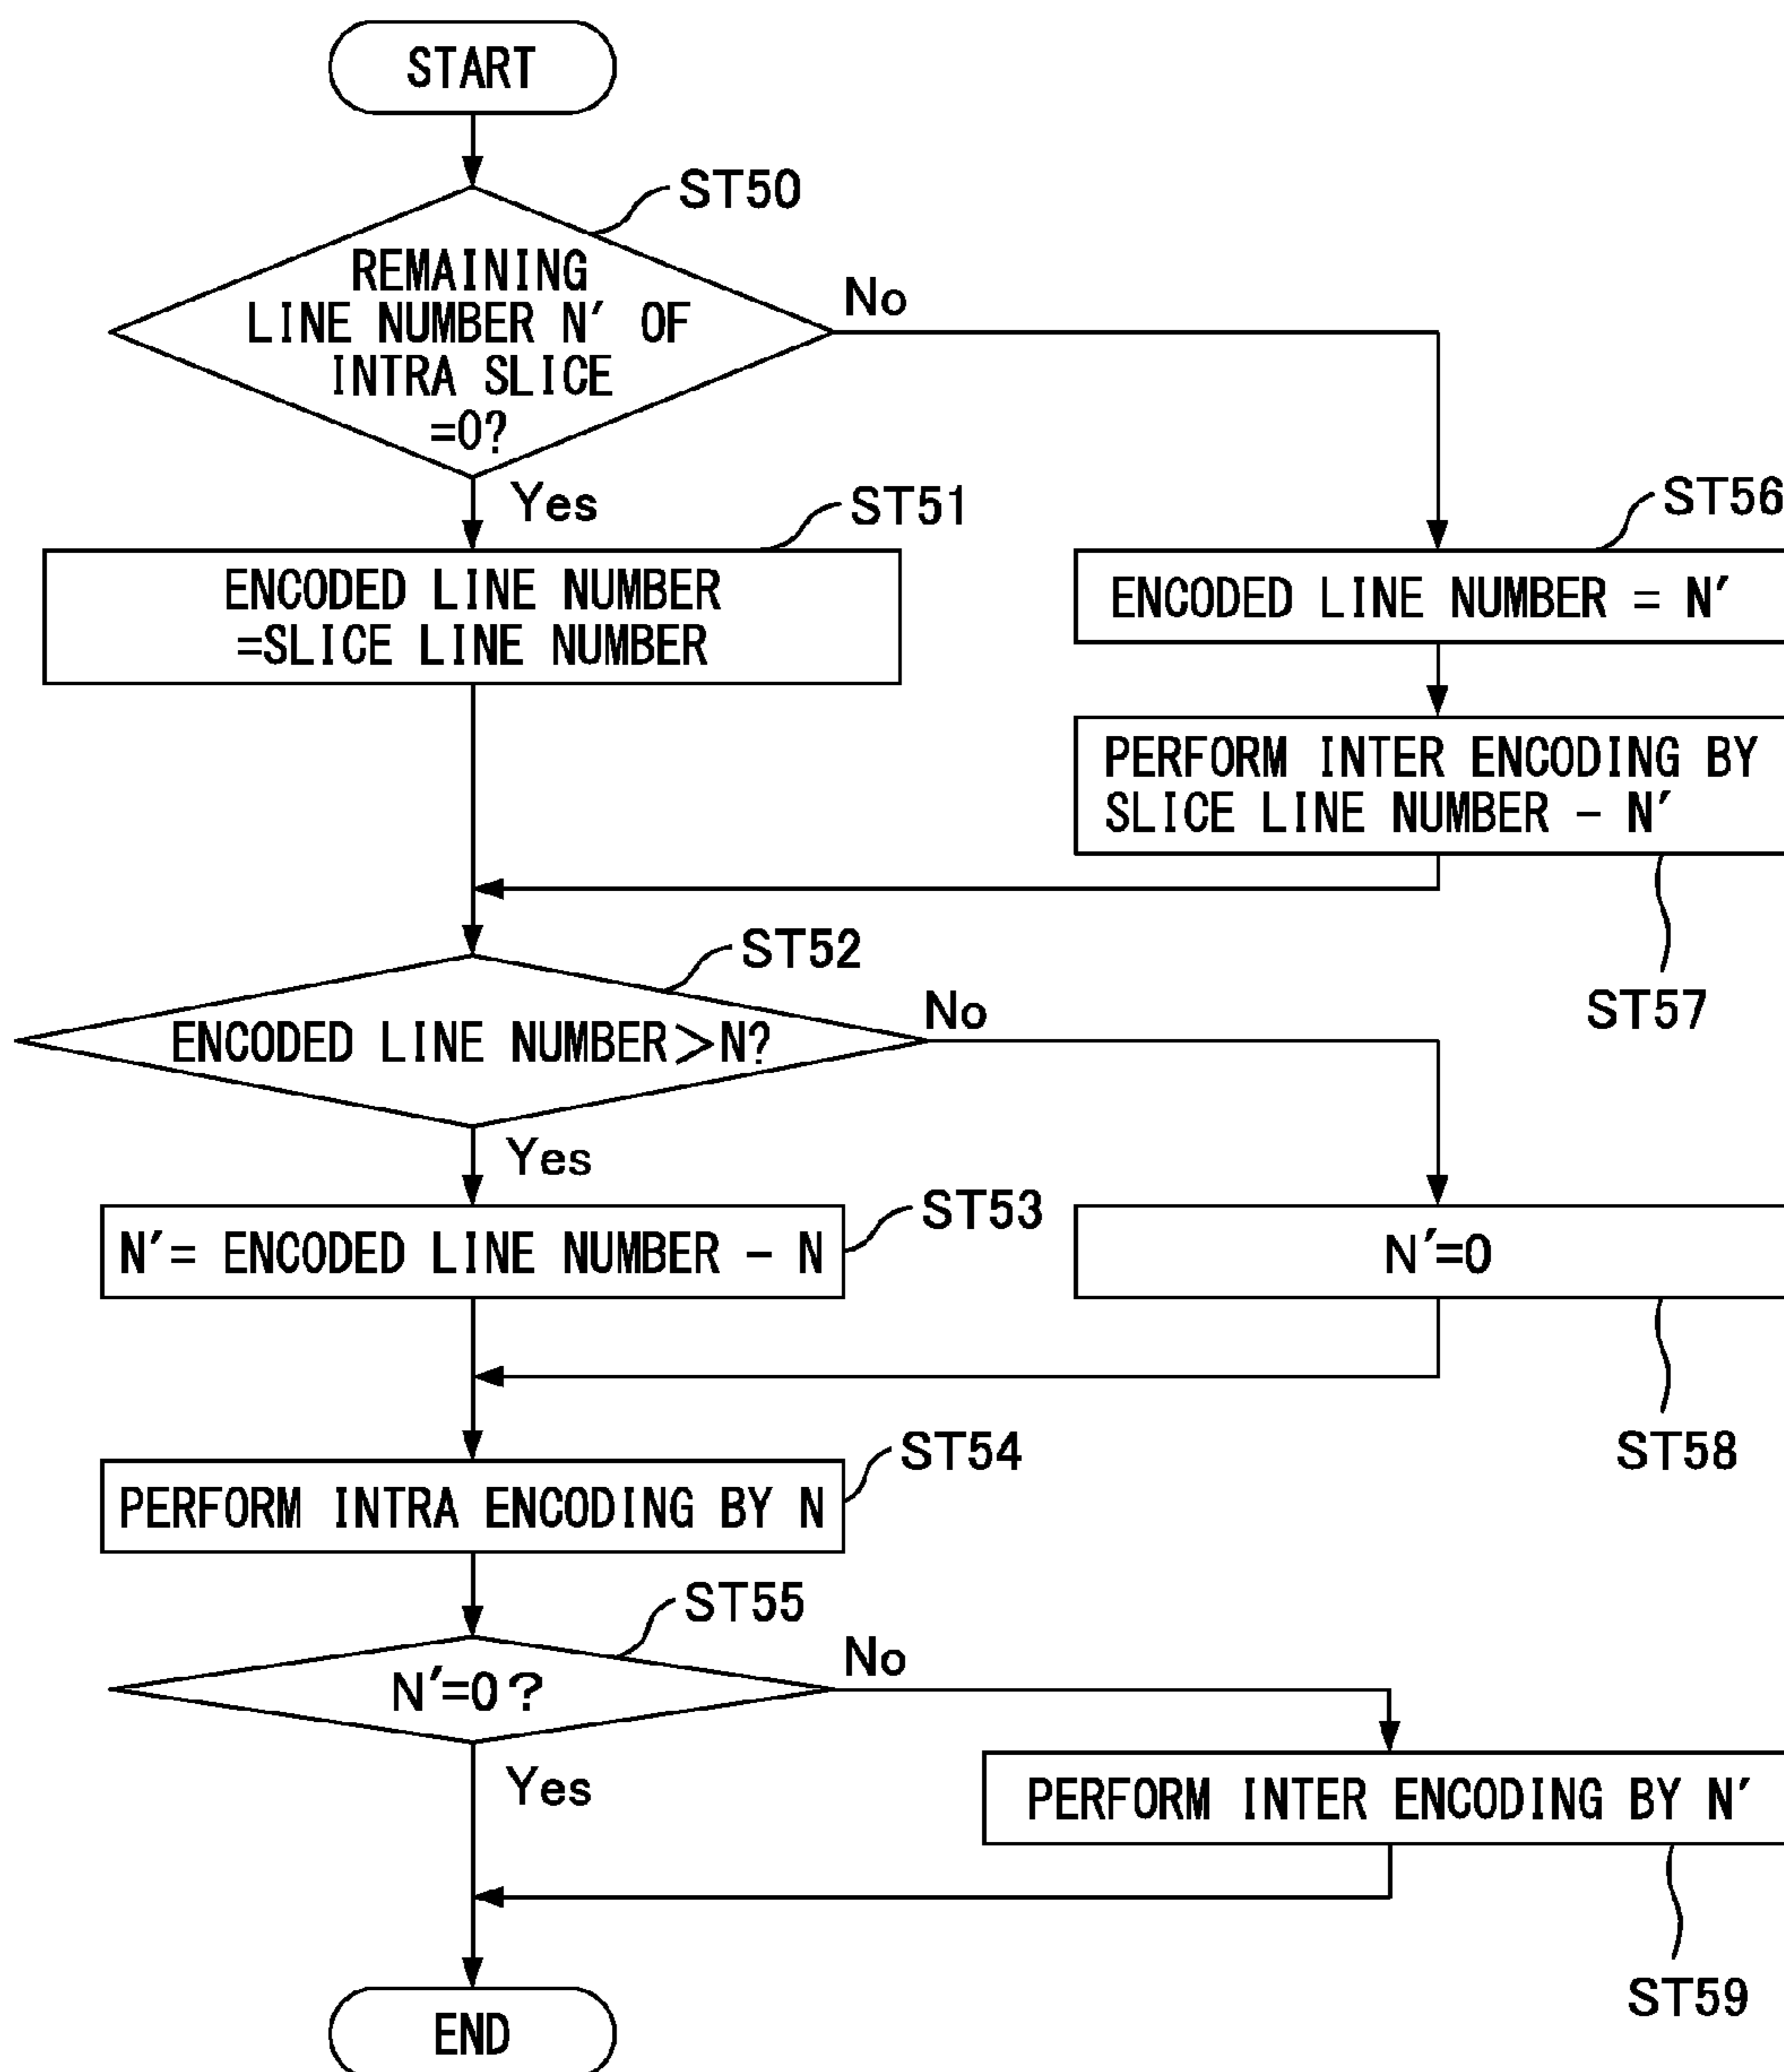 START
ST50
REMAINING
LINE NUMBER N′ OF
INTRA SLICE
=0?
No
Yes
ST51
ENCODED LINE NUMBER
=SLICE LINE NUMBER
ST56
ENCODED LINE NUMBER = N′
PERFORM INTER ENCODING BY
SLICE LINE NUMBER - N′
ST57
ST52
ENCODED LINE NUMBER>N?
No
Yes
ST53
N′= ENCODED LINE NUMBER - N
N′=0
ST58
ST54
PERFORM INTRA ENCODING BY N
ST55
N′=0?
No
Yes
PERFORM INTER ENCODING BY N′
ST59
END